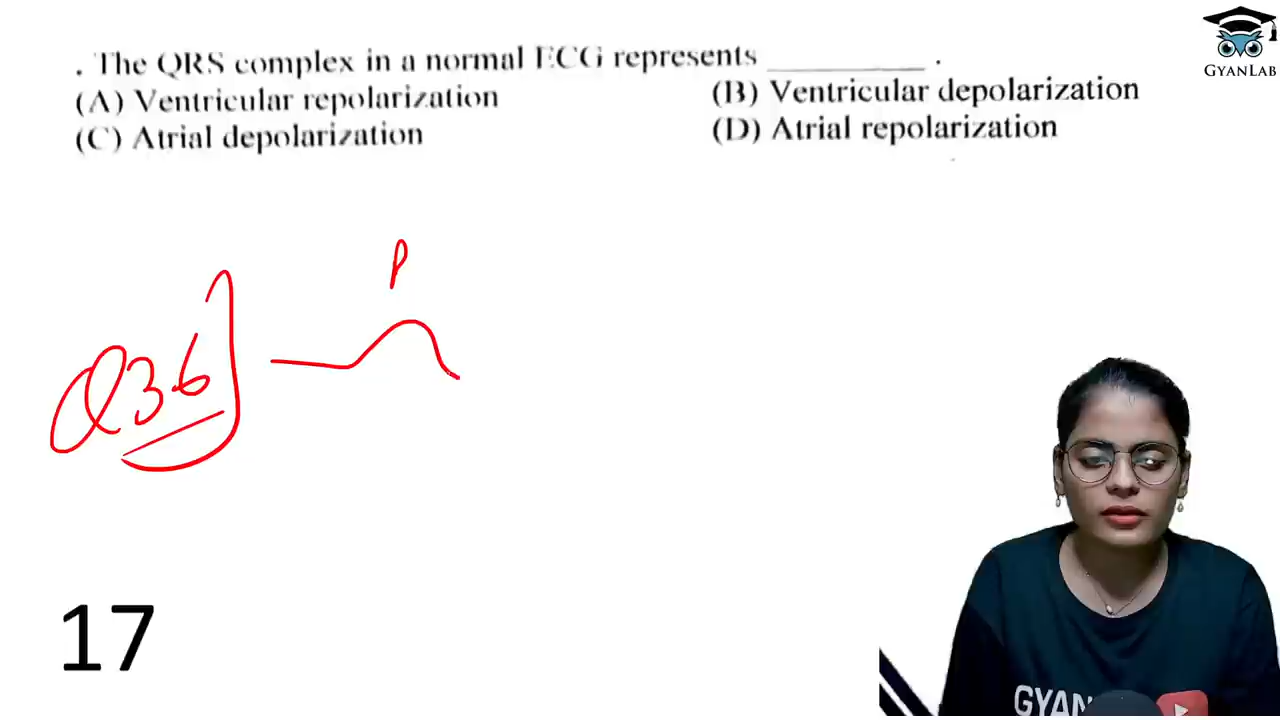 . The QRS complex in a normal ECG represents __________ .
(A) Ventricular repolarization (B) Ventricular depolarization
(C) Atrial depolarization (D) Atrial repolarization
GYANLAB
P
Q36
17
GYAN